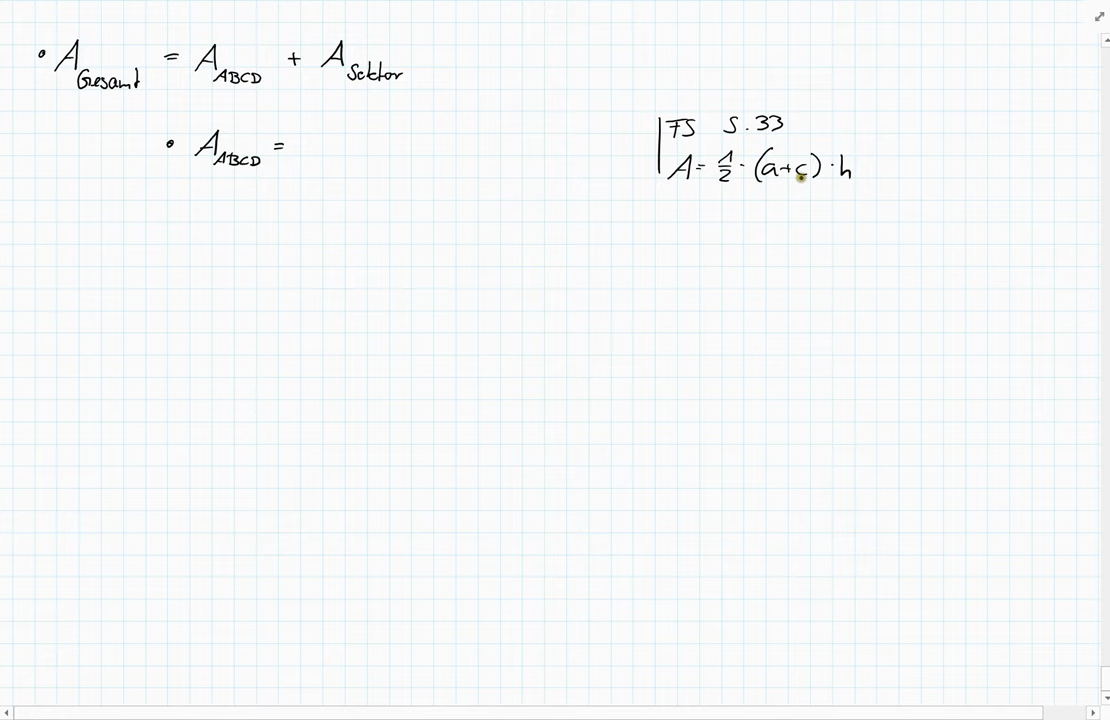 • A_Gesamt = A_ABCD + A_Sektor
• A_ABCD =
FS S. 33
A = 1/2 · (a+c) · h